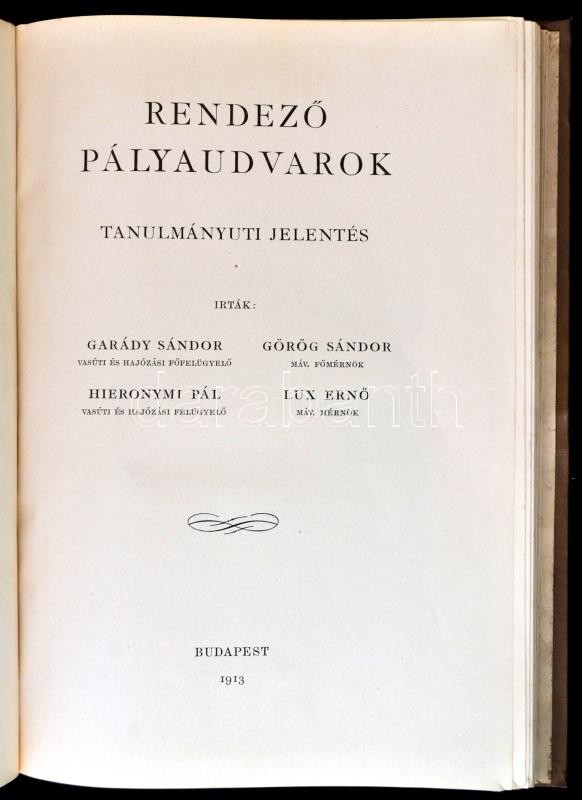 RENDEZŐ
PÁLYAUDVAROK
TANULMÁNYUTI JELENTÉS
IRTÁK:
GARÁDY SÁNDOR
VASÚTI ÉS HAJÓZÁSI FŐFELÜGYELŐ
GÖRÖG SÁNDOR
MÁV. FŐMÉRNÖK
HIERONYMI PÁL
VASÚTI ÉS HAJÓZÁSI FELÜGYELŐ
LUX ERNŐ
MÁV. MÉRNÖK
darabanth
BUDAPEST
1913